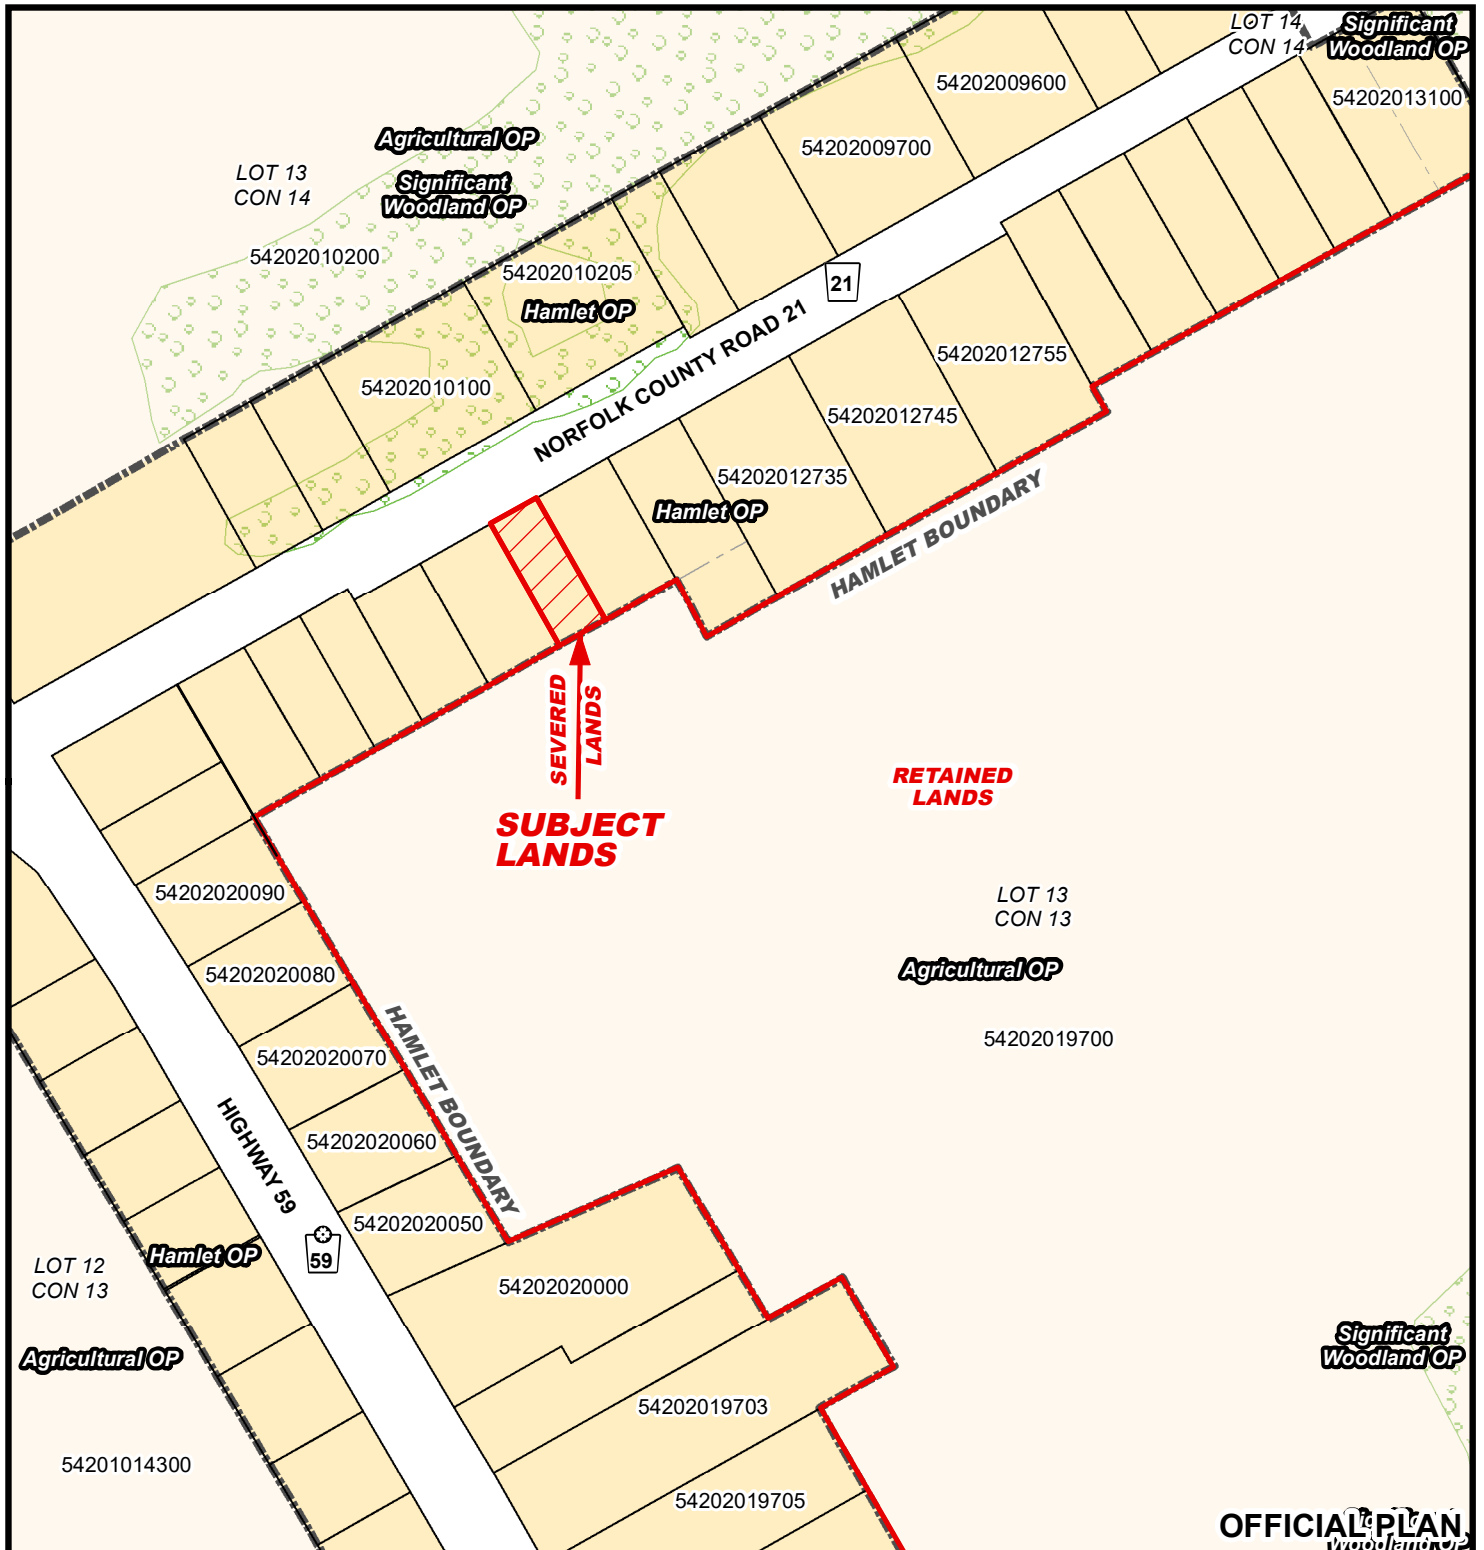 LOT 14
CON 14
Significant
Woodland OP
54202009600
54202013100
Agricultural OP
54202009700
LOT 13
CON 14
Significant
Woodland OP
54202010200
54202010205
21
Hamlet OP
NORFOLK COUNTY ROAD 21
54202012755
54202010100
54202012745
54202012735
Hamlet OP
HAMLET BOUNDARY
SEVERED
LANDS
RETAINED
LANDS
SUBJECT
LANDS
54202020090
LOT 13
CON 13
54202020080
Agricultural OP
HAMLET BOUNDARY
54202019700
54202020070
HIGHWAY 59
54202020060
54202020050
59
Hamlet OP
LOT 12
CON 13
54202020000
Agricultural OP
Significant
Woodland OP
54202019703
54201014300
54202019705
OFFICIAL PLAN